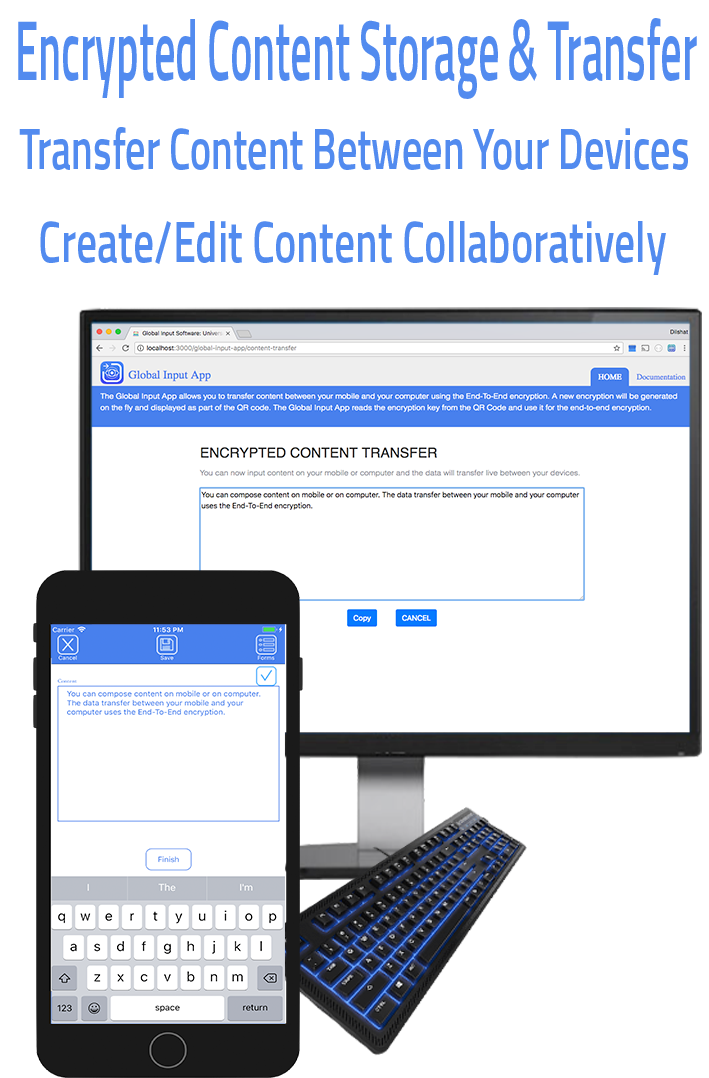 Encrypted Content Storage & Transfer
Transfer Content Between Your Devices
Create/Edit Content Collaboratively
Global Input Software: Univers
Dilshat
localhost:3000/global-input-app/content-transfer
Global Input App
HOME
Documentation
The Global Input App allows you to transfer content between your mobile and your computer using the End-To-End encryption. A new encryption will be generated
on the fly and displayed as part of the QR code. The Global Input App reads the encryption key from the QR Code and use it for the end-to-end encryption.
ENCRYPTED CONTENT TRANSFER
You can now input content on your mobile or computer and the data will transfer live between your devices.
You can compose content on mobile or on computer. The data transfer between your mobile and your computer
uses the End-To-End encryption.
Copy
CANCEL
Carrier
11:53 PM
Cancel
Save
Forms
Content
You can compose content on mobile or on computer.
The data transfer between your mobile and your
computer uses the End-To-End encryption.
Finish
I
The
I'm
q w e r t y u i o p
a s d f g h j k l
z x c v b n m
123
space
return